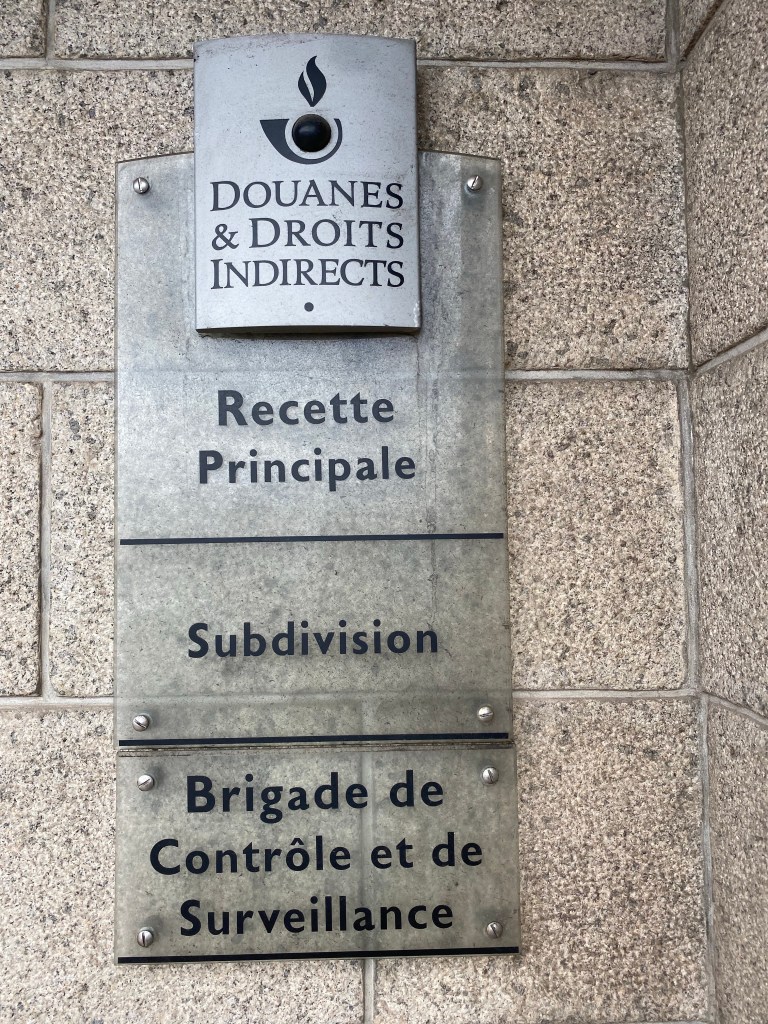 DOUANES
& DROITS
INDIRECTS
Recette
Principale
Subdivision
Brigade de
Contrôle et de
Surveillance